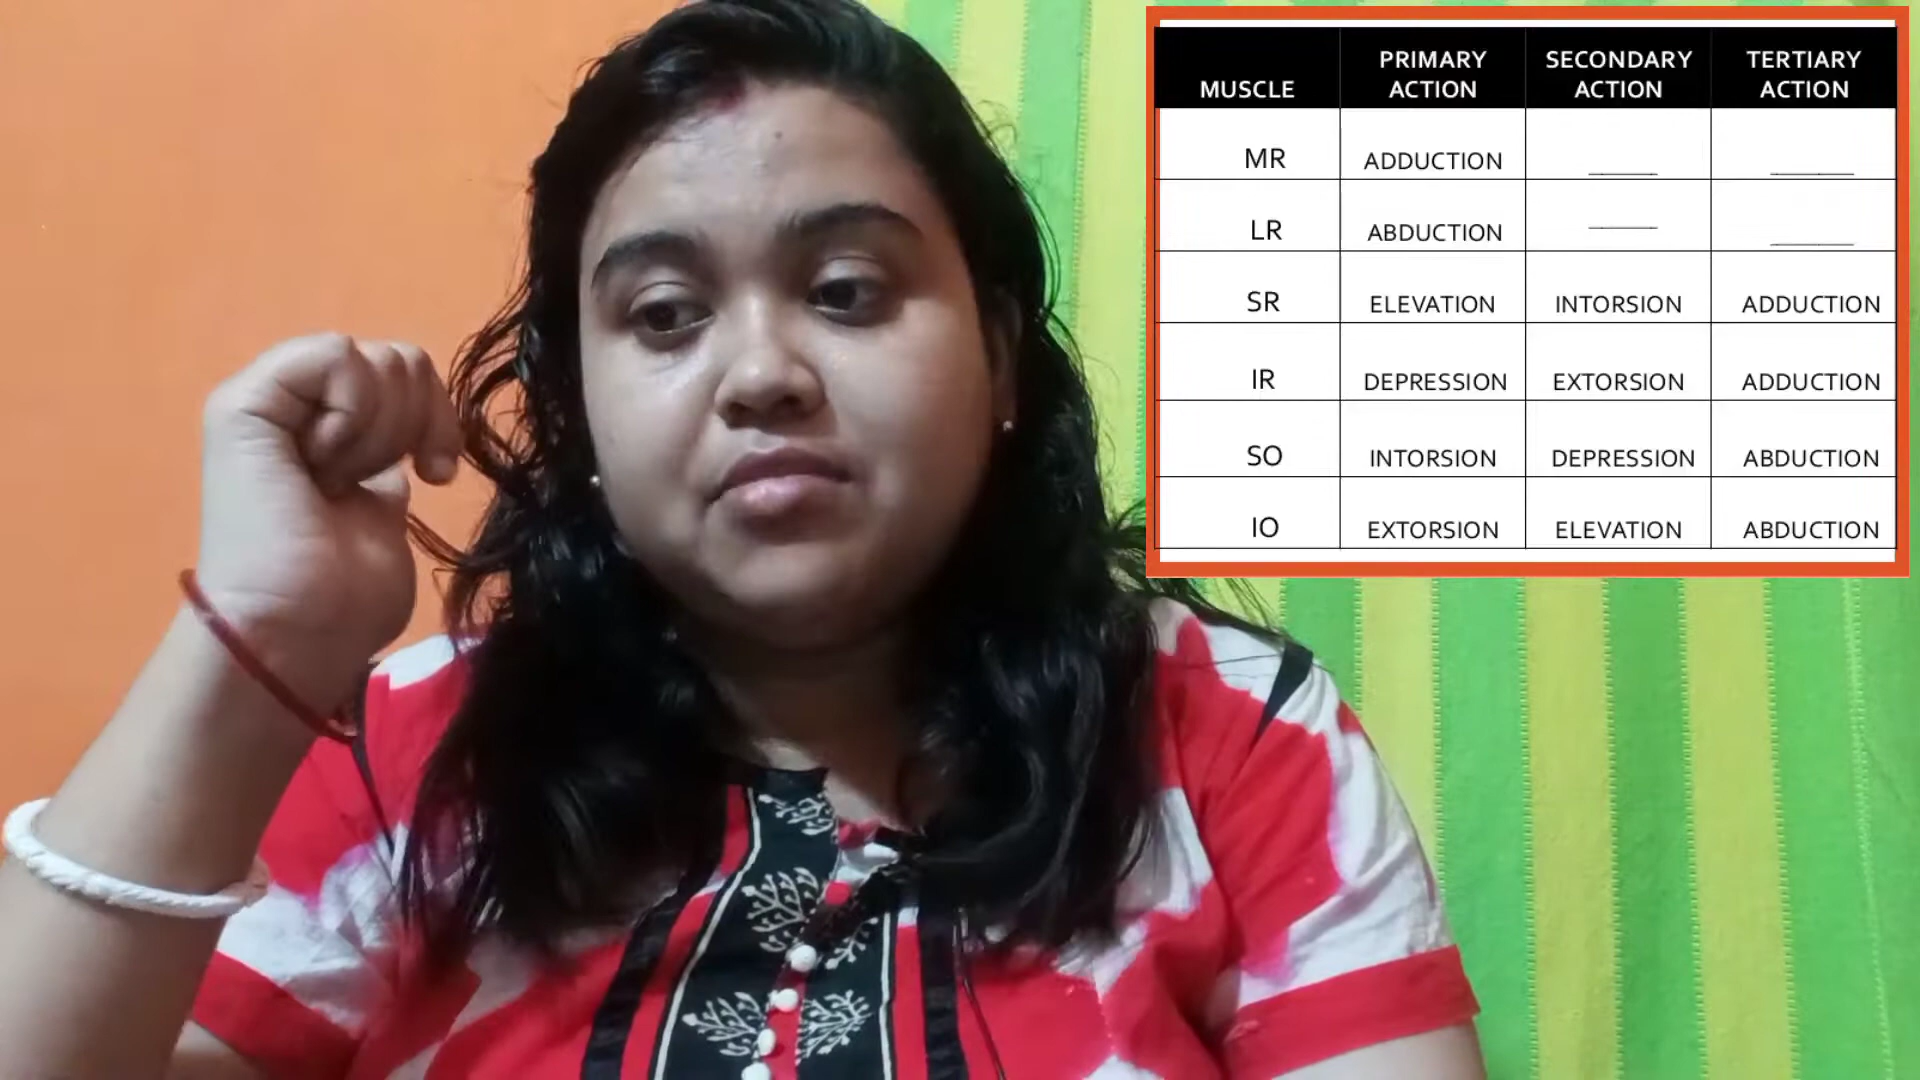 MUSCLE PRIMARY ACTION SECONDARY ACTION TERTIARY ACTION
MR ADDUCTION
LR ABDUCTION
SR ELEVATION INTORSION ADDUCTION
IR DEPRESSION EXTORSION ADDUCTION
SO INTORSION DEPRESSION ABDUCTION
IO EXTORSION ELEVATION ABDUCTION